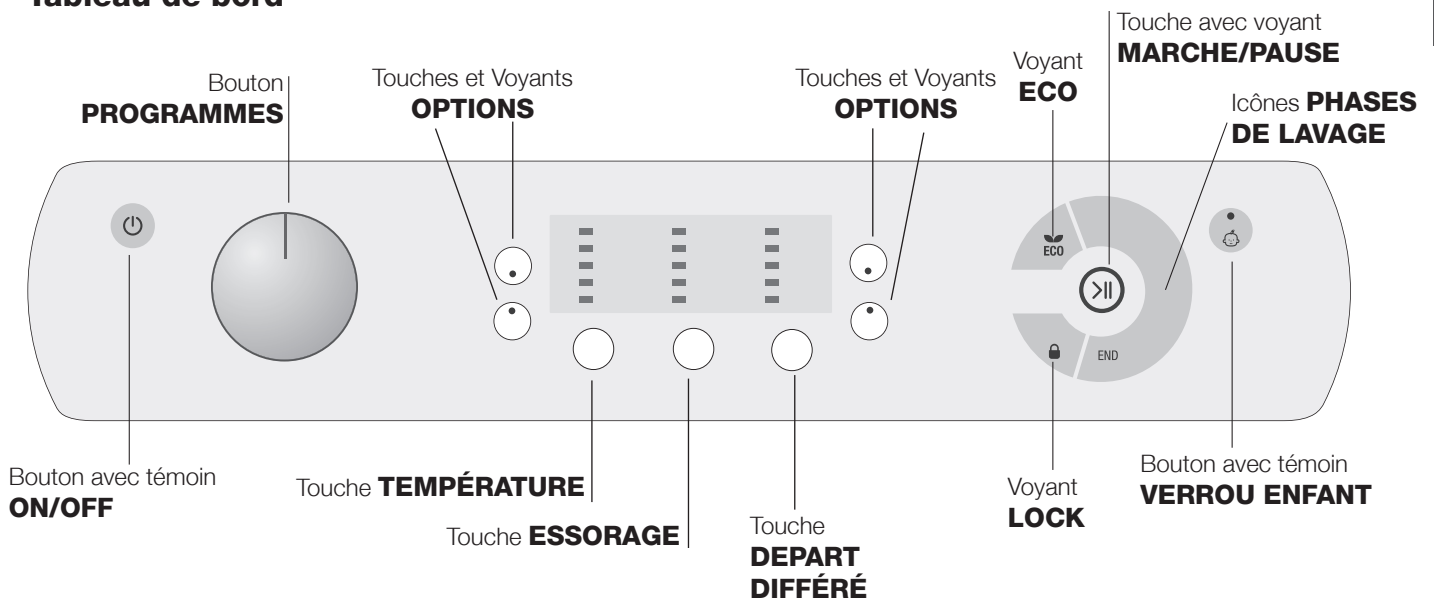 Tableau de bord
Bouton
PROGRAMMES
Touches et Voyants
OPTIONS
Touches et Voyants
OPTIONS
Voyant
ECO
Touche avec voyant
MARCHE/PAUSE
Icônes PHASES
DE LAVAGE
ECO
END
Bouton avec témoin
ON/OFF
Touche TEMPÉRATURE
Touche ESSORAGE
Touche
DEPART
DIFFÉRÉ
Voyant
LOCK
Bouton avec témoin
VERROU ENFANT